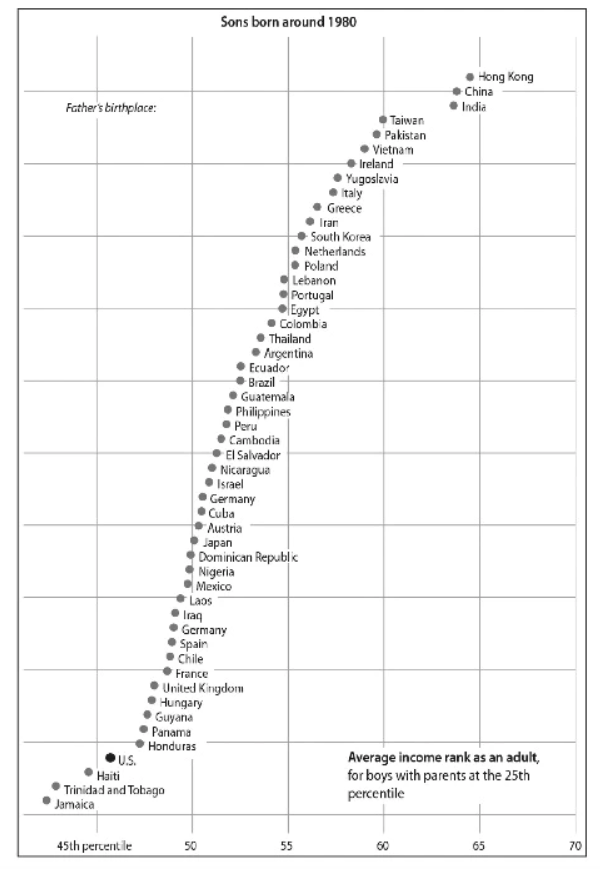 Sons born around 1980
Hong Kong
China
Father's birthplace:
India
Taiwan
Pakistan
Vietnam
Ireland
Yugoslavia
Italy
Greece
Iran
South Korea
Netherlands
Poland
Lebanon
Portugal
Egypt
Colombia
Thailand
Argentina
Ecuador
Brazil
Guatemala
Philippines
Peru
Cambodia
El Salvador
Nicaragua
Israel
Germany
Cuba
Austria
Japan
Dominican Republic
Nigeria
Mexico
Laos
Iraq
Germany
Spain
Chile
France
United Kingdom
Hungary
Guyana
Panama
Honduras
U.S.
Haiti
Trinidad and Tobago
Jamaica
Average income rank as an adult,
for boys with parents at the 25th
percentile
45th percentile 50 55 60 65 70